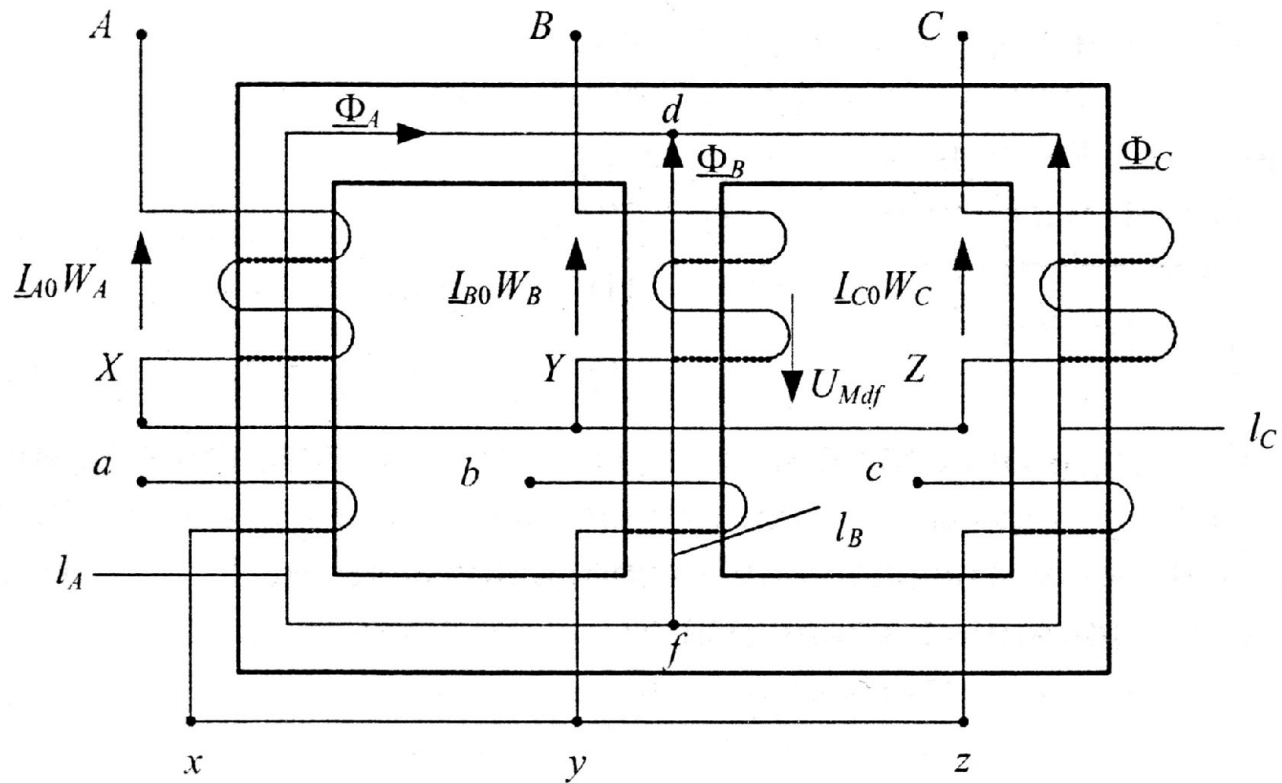 A B C
Φ_A d
Φ_B Φ_C
I_A0 W_A I_B0 W_B I_C0 W_C
X Y U_Mdf Z
l_C
a b c
l_B
l_A
f
x y z